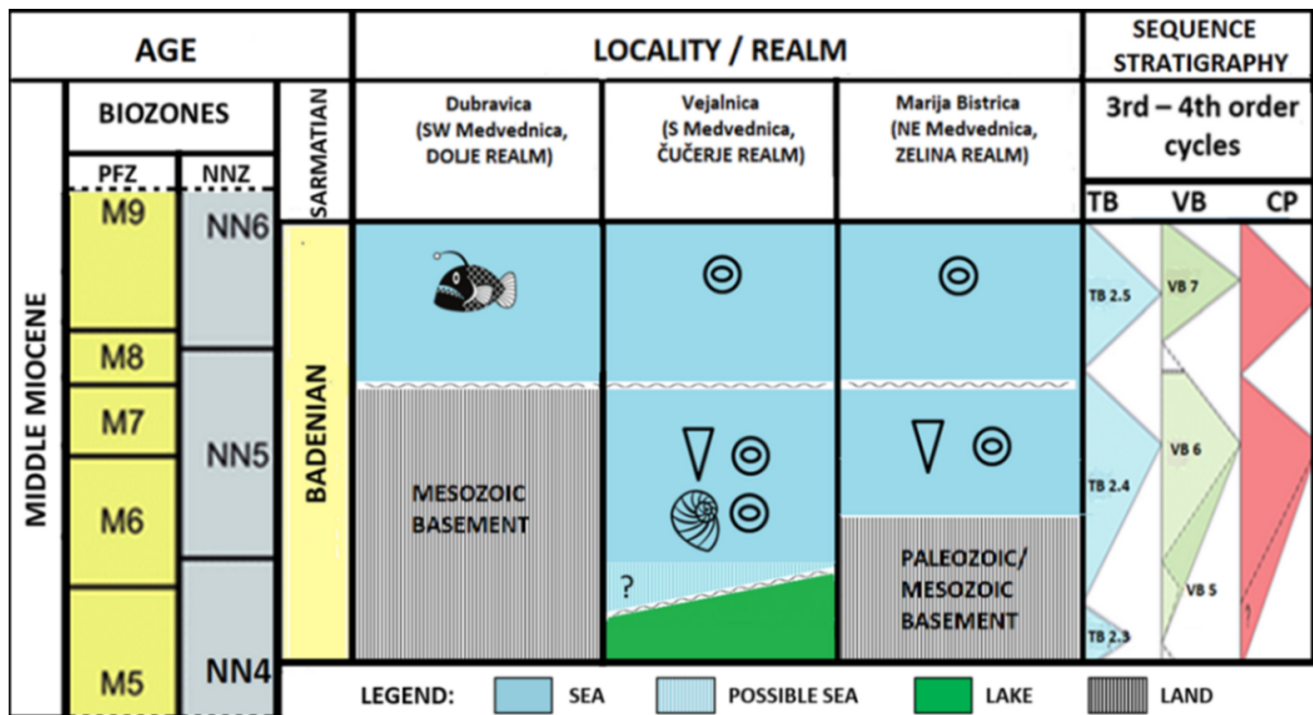 AGE
LOCALITY / REALM
SEQUENCE
STRATIGRAPHY
BIOZONES
PFZ
NNZ
SARMATIAN
Dubravica
(SW Medvednica,
DOLJE REALM)
Vejalnica
(S Medvednica,
ČUČERJE REALM)
Marija Bistrica
(NE Medvednica,
ZELINA REALM)
3rd – 4th order
cycles
TB
VB
CP
MIDDLE MIOCENE
M9
M8
M7
M6
M5
NN6
NN5
NN4
BADENIAN
MESOZOIC
BASEMENT
?
PALEOZOIC/
MESOZOIC
BASEMENT
TB 2.5
TB 2.4
TB 2.3
VB 7
VB 6
VB 5
?
LEGEND:
SEA
POSSIBLE SEA
LAKE
LAND